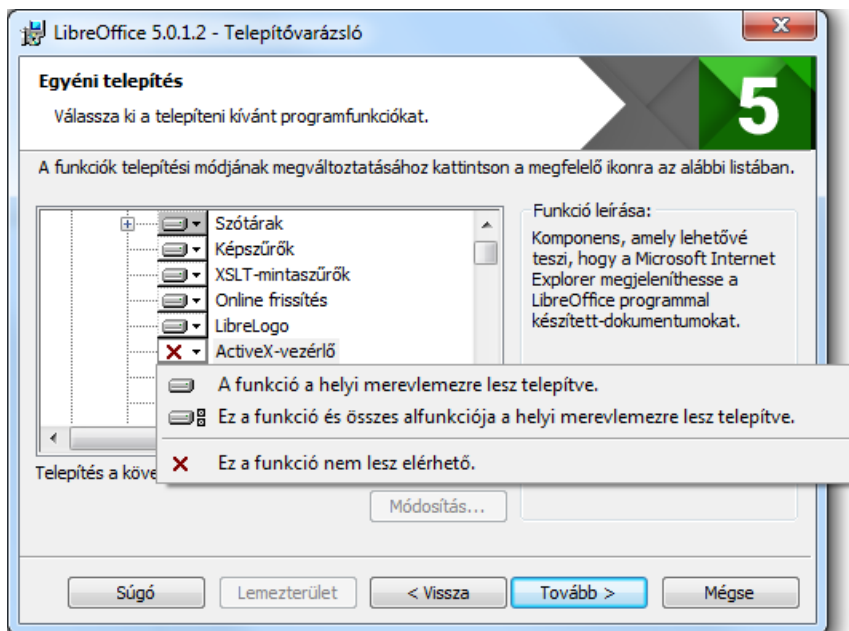 LibreOffice 5.0.1.2 - Telepítővarázsló
Egyéni telepítés
Válassza ki a telepíteni kívánt programfunkciókat.
5
A funkciók telepítési módjának megváltoztatásához kattintson a megfelelő ikonra az alábbi listában.
Szótárak
Képszűrők
XSLT-mintaszűrők
Online frissítés
LibreLogo
ActiveX-vezérlő
Funkció leírása:
Komponens, amely lehetővé
teszi, hogy a Microsoft Internet
Explorer megjeleníthesse a
LibreOffice programmal
készített-dokumentumokat.
A funkció a helyi merevlemezre lesz telepítve.
Ez a funkció és összes alfunkciója a helyi merevlemezre lesz telepítve.
Ez a funkció nem lesz elérhető.
Telepítés a köve
Módosítás...
Súgó
Lemezterület
< Vissza
Tovább >
Mégse